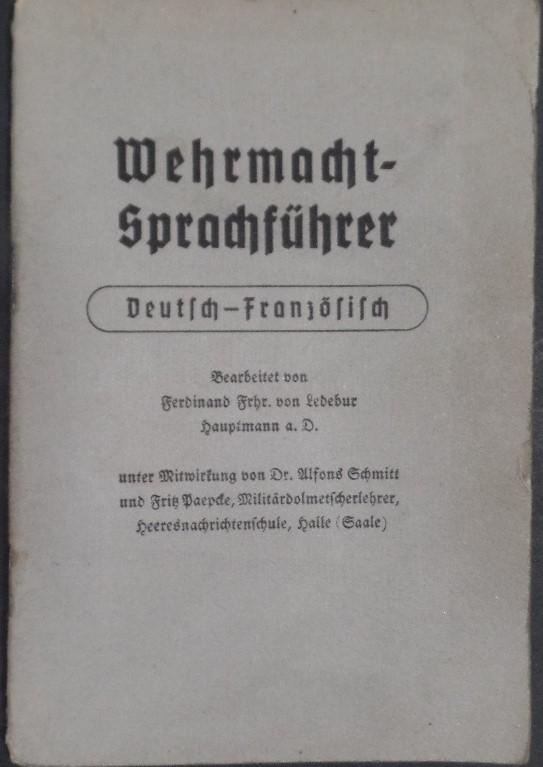 Wehrmacht-
Sprachführer
Deutsch–Französisch
Bearbeitet von
Ferdinand Frhr. von Ledebur
Hauptmann a. D.
unter Mitwirkung von Dr. Alfons Schmitt
und Fritz Paepcke, Militärdolmetscherlehrer,
Heeresnachrichtenschule, Halle (Saale)